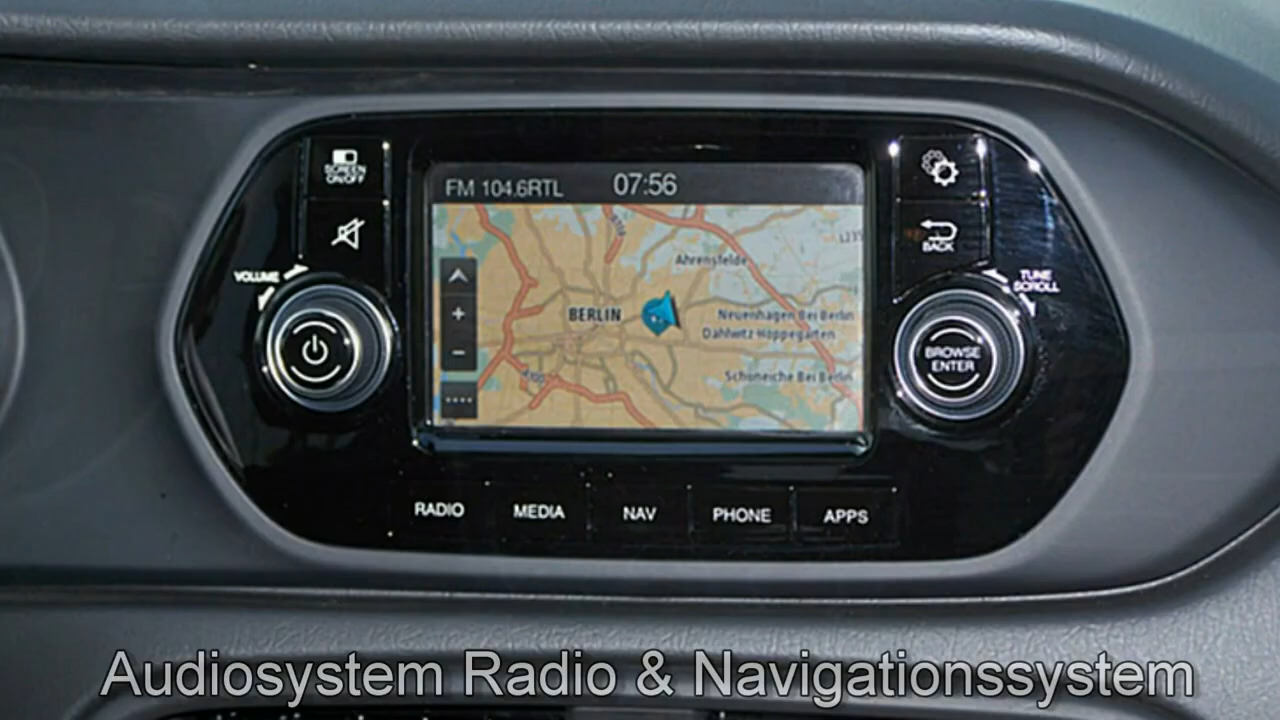 SCREEN
ON/OFF
FM 104.6RTL 07:56
BACK
VOLUME
TUNE
SCROLL
Ahrensfelde
BERLIN
Neuenhagen Bei Berlin
Dahlwitz-Hoppegarten
BROWSE
ENTER
Schöneiche Bei Berlin
RADIO MEDIA NAV PHONE APPS
Audiosystem Radio & Navigationssystem